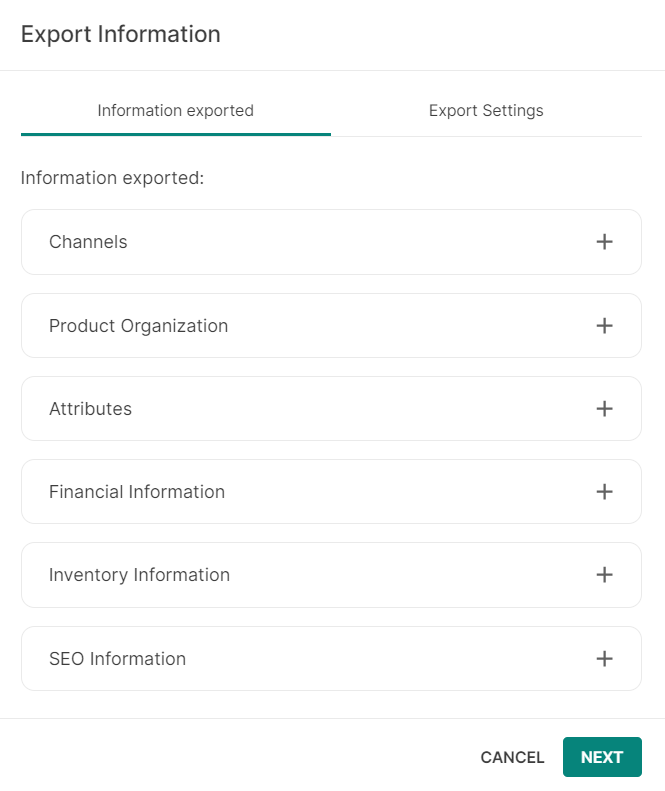 Export Information
Information exported
Export Settings
Information exported:
Channels
Product Organization
Attributes
Financial Information
Inventory Information
SEO Information
CANCEL
NEXT